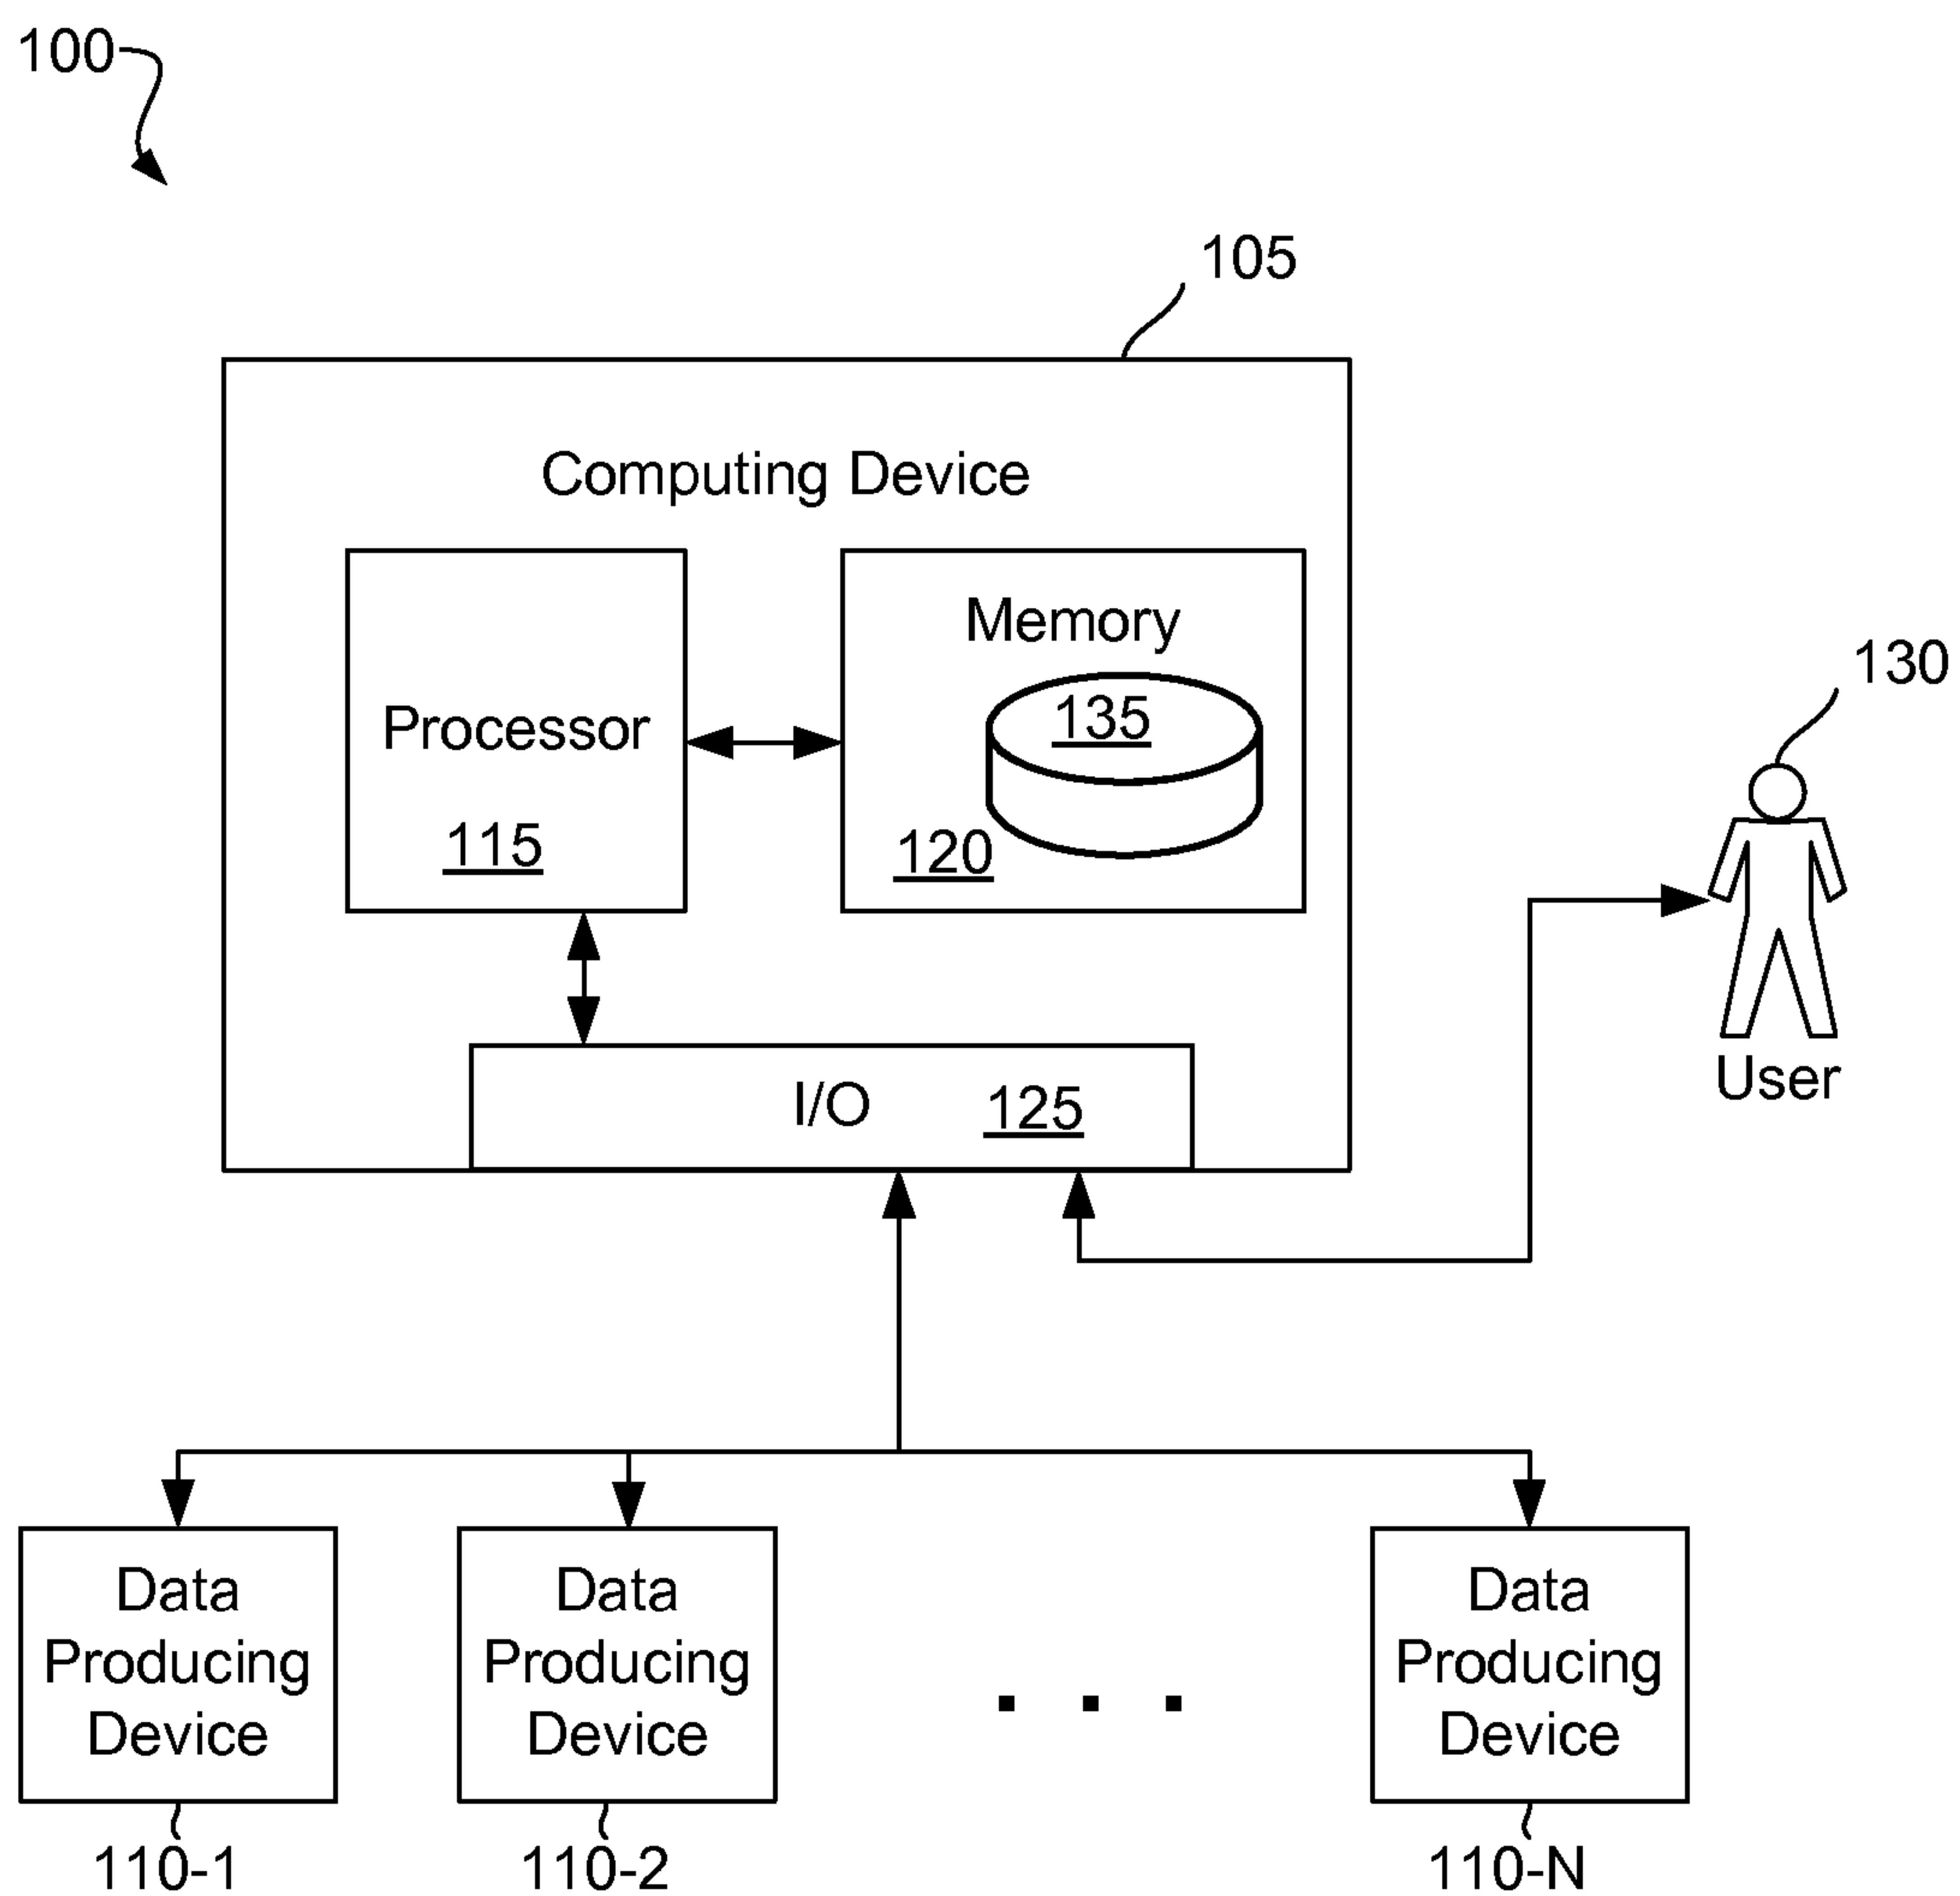 100
105
Computing Device
Memory
135
130
Processor
115
120
User
I/O 125
Data
Producing
Device
Data
Producing
Device
. . .
Data
Producing
Device
110-1
110-2
110-N